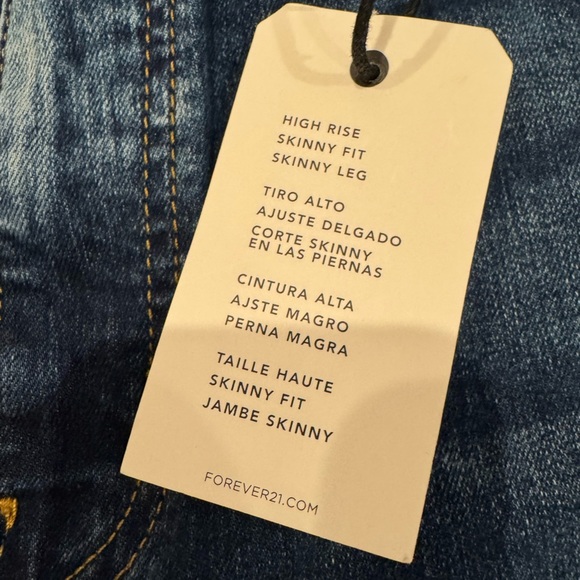 HIGH RISE
SKINNY FIT
SKINNY LEG
TIRO ALTO
AJUSTE DELGADO
CORTE SKINNY
EN LAS PIERNAS
CINTURA ALTA
AJSTE MAGRO
PERNA MAGRA
TAILLE HAUTE
SKINNY FIT
JAMBE SKINNY
FOREVER21.COM